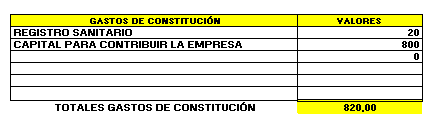 GASTOS DE CONSTITUCIÓN VALORES
REGISTRO SANITARIO 20
CAPITAL PARA CONTRIBUIR LA EMPRESA 800
0
TOTALES GASTOS DE CONSTITUCIÓN 820,00